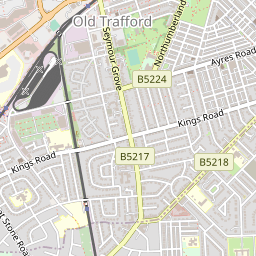 Old Trafford
Seymour Grove
Northumberland
Ayres Road
B5224
Kings Road
B5217
Kings Road
B5218
Stone Road